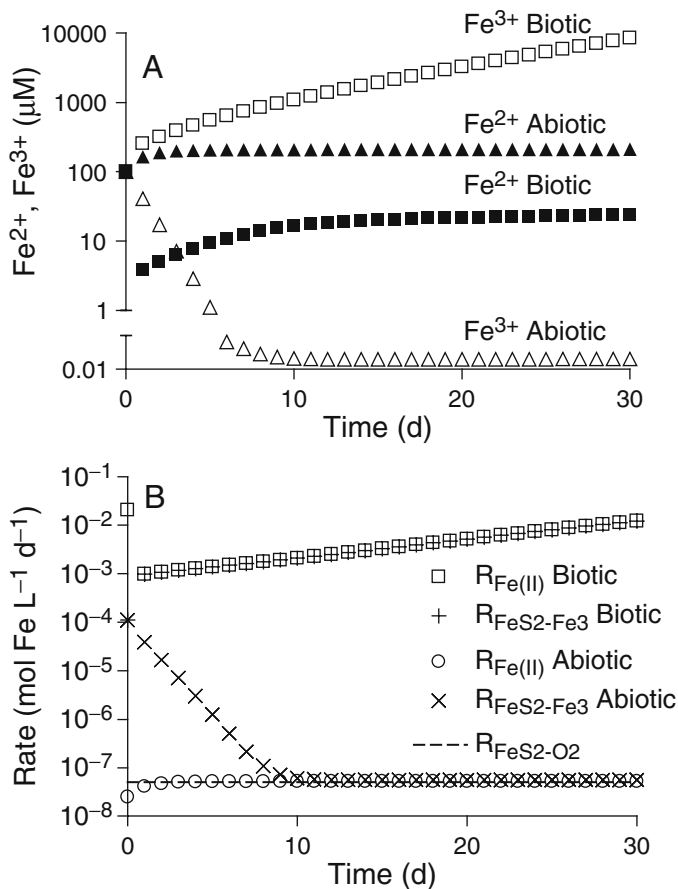 A
Fe2+, Fe3+ (μM)
10000
1000
100
10
1
0.01
Fe3+ Biotic
Fe2+ Abiotic
Fe2+ Biotic
Fe3+ Abiotic
0 10 20 30
Time (d)
B
Rate (mol Fe L−1 d−1)
10−1
10−2
10−3
10−4
10−5
10−6
10−7
10−8
RFe(II) Biotic
RFeS2-Fe3 Biotic
RFe(II) Abiotic
RFeS2-Fe3 Abiotic
RFeS2-O2
0 10 20 30
Time (d)